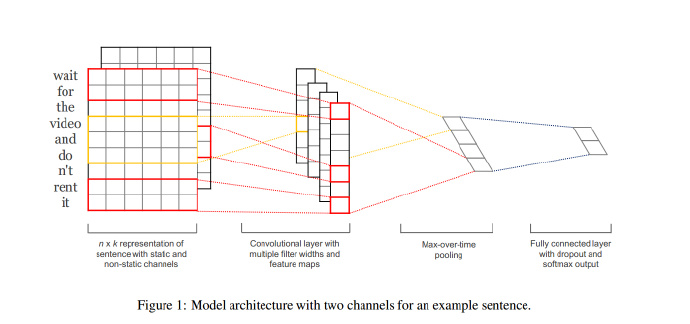 wait
for
the
video
and
do
n't
rent
it
n x k representation of
sentence with static and
non-static channels
Convolutional layer with
multiple filter widths and
feature maps
Max-over-time
pooling
Fully connected layer
with dropout and
softmax output
Figure 1: Model architecture with two channels for an example sentence.